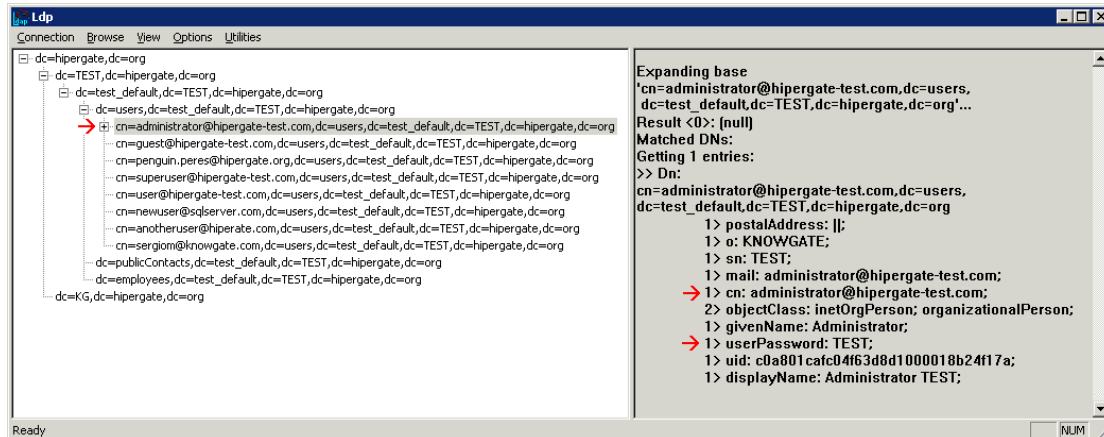 Ldp
Connection Browse View Options Utilities
dc=hipergate,dc=org
dc=TEST,dc=hipergate,dc=org
dc=test_default,dc=TEST,dc=hipergate,dc=org
dc=users,dc=test_default,dc=TEST,dc=hipergate,dc=org
cn=administrator@hipergate-test.com,dc=users,dc=test_default,dc=TEST,dc=hipergate,dc=org
cn=guest@hipergate-test.com,dc=users,dc=test_default,dc=TEST,dc=hipergate,dc=org
cn=penguin.peres@hipergate.org,dc=users,dc=test_default,dc=TEST,dc=hipergate,dc=org
cn=superuser@hipergate-test.com,dc=users,dc=test_default,dc=TEST,dc=hipergate,dc=org
cn=user@hipergate-test.com,dc=users,dc=test_default,dc=TEST,dc=hipergate,dc=org
cn=newuser@sqlserver.com,dc=users,dc=test_default,dc=TEST,dc=hipergate,dc=org
cn=anotheruser@hiperate.com,dc=users,dc=test_default,dc=TEST,dc=hipergate,dc=org
cn=sergiom@knowgate.com,dc=users,dc=test_default,dc=TEST,dc=hipergate,dc=org
dc=publicContacts,dc=test_default,dc=TEST,dc=hipergate,dc=org
dc=employees,dc=test_default,dc=TEST,dc=hipergate,dc=org
dc=KG,dc=hipergate,dc=org
Expanding base
'cn=administrator@hipergate-test.com,dc=users,
dc=test_default,dc=TEST,dc=hipergate,dc=org'...
Result <0>: (null)
Matched DNs:
Getting 1 entries:
>> Dn:
cn=administrator@hipergate-test.com,dc=users,
dc=test_default,dc=TEST,dc=hipergate,dc=org
1> postalAddress: ||;
1> o: KNOWGATE;
1> sn: TEST;
1> mail: administrator@hipergate-test.com;
1> cn: administrator@hipergate-test.com;
2> objectClass: inetOrgPerson; organizationalPerson;
1> givenName: Administrator;
1> userPassword: TEST;
1> uid: c0a801cafc04f63d8d1000018b24f17a;
1> displayName: Administrator TEST;
Ready
NUM